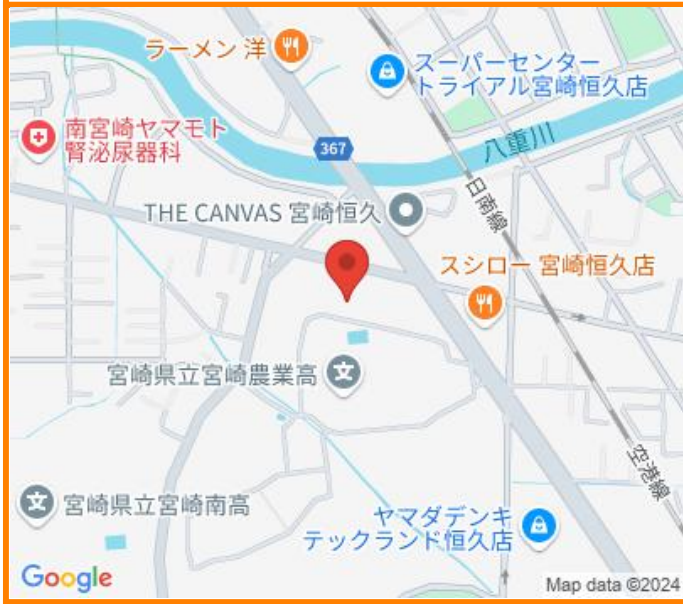 ラーメン 洋
スーパーセンター
トライアル宮崎恒久店
南宮崎ヤマモト
腎泌尿器科
367
八重川
日南線
THE CANVAS 宮崎恒久
スシロー 宮崎恒久店
宮崎県立宮崎農業高
宮崎県立宮崎南高
空港線
ヤマダデンキ
テックランド恒久店
Google
Map data ©2024